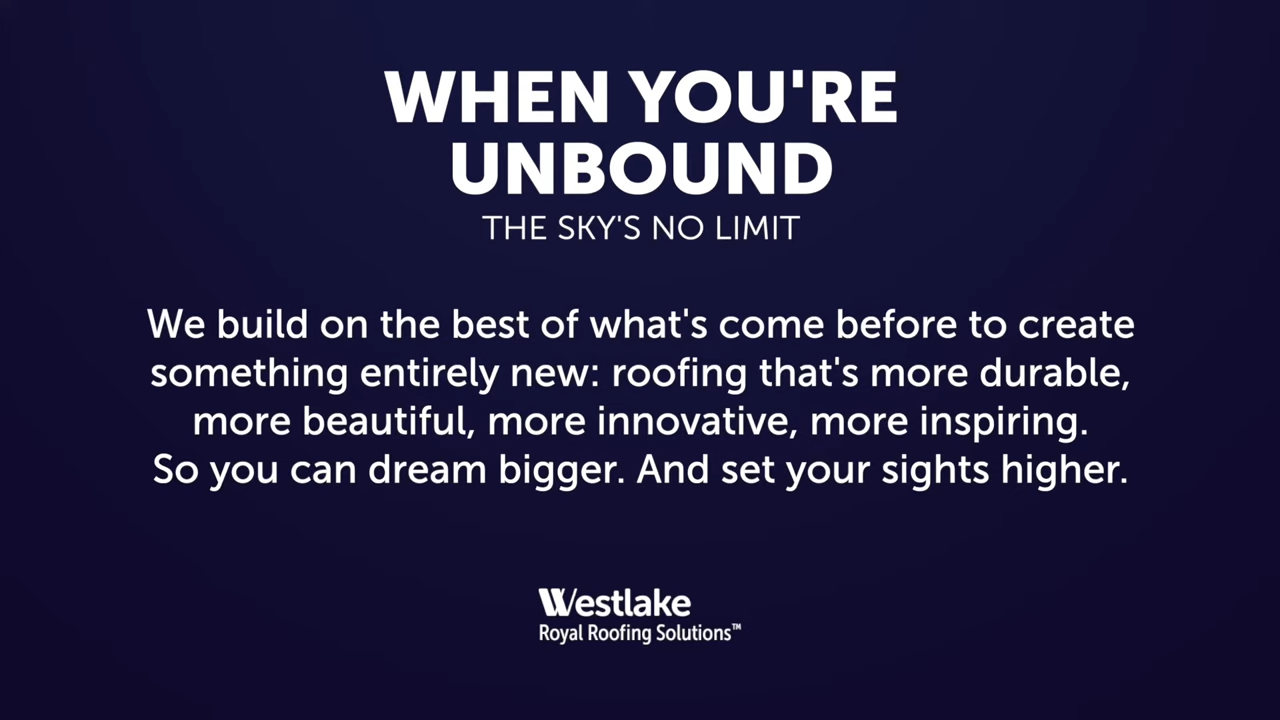 WHEN YOU'RE
UNBOUND
THE SKY'S NO LIMIT
We build on the best of what's come before to create
something entirely new: roofing that's more durable,
more beautiful, more innovative, more inspiring.
So you can dream bigger. And set your sights higher.
Westlake
Royal Roofing Solutions™